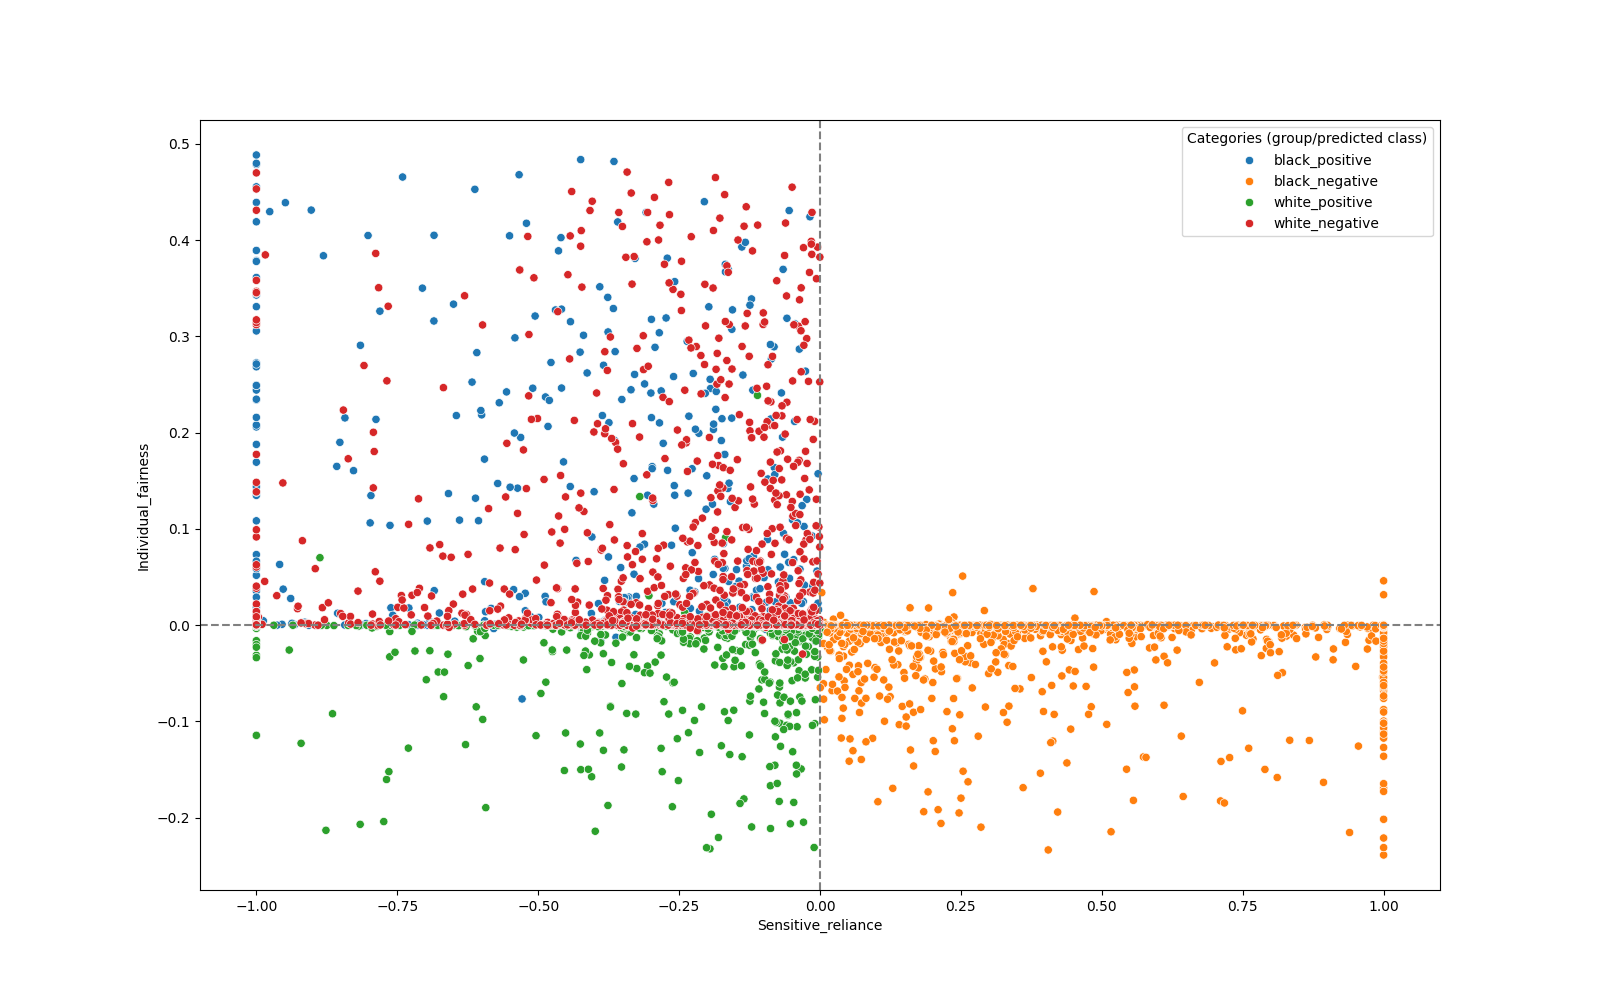 Categories (group/predicted class)
black_positive
black_negative
white_positive
white_negative
0.5
0.4
0.3
0.2
0.1
0.0
−0.1
−0.2
Individual_fairness
−1.00
−0.75
−0.50
−0.25
0.00
0.25
0.50
0.75
1.00
Sensitive_reliance